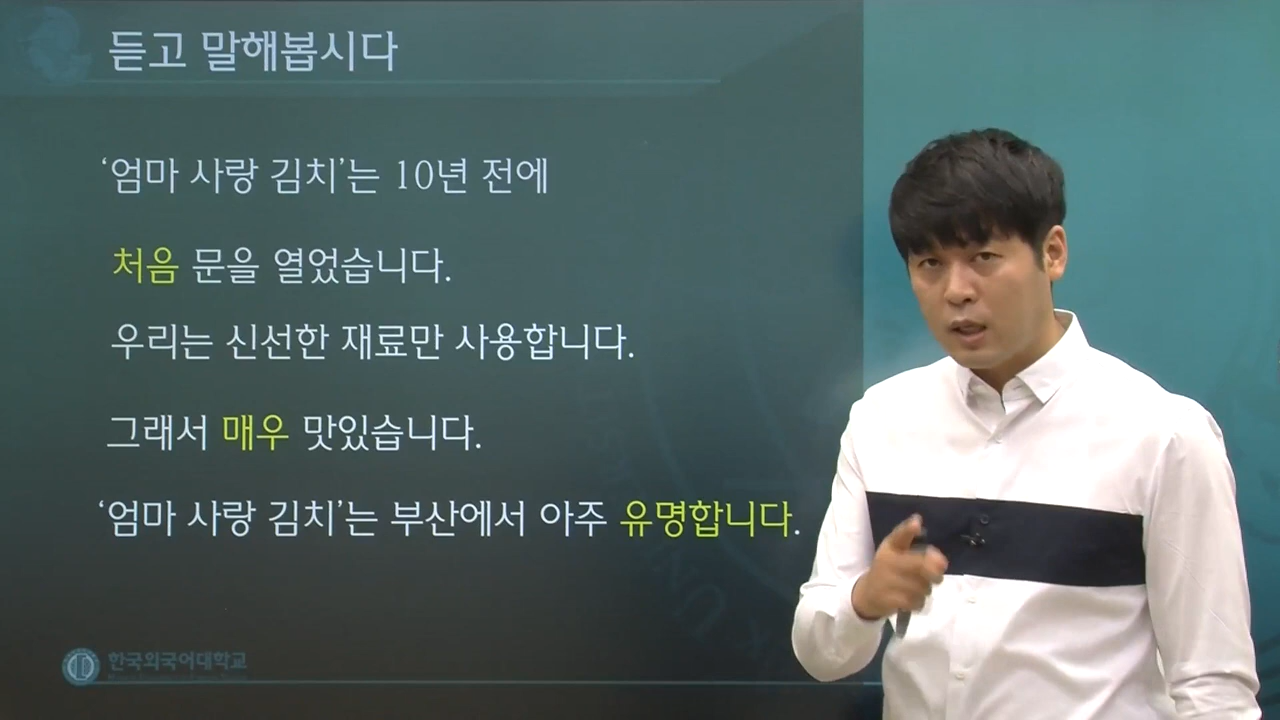 듣고 말해봅시다
‘엄마 사랑 김치’는 10년 전에
처음 문을 열었습니다.
우리는 신선한 재료만 사용합니다.
그래서 매우 맛있습니다.
‘엄마 사랑 김치’는 부산에서 아주 유명합니다.
한국외국어대학교